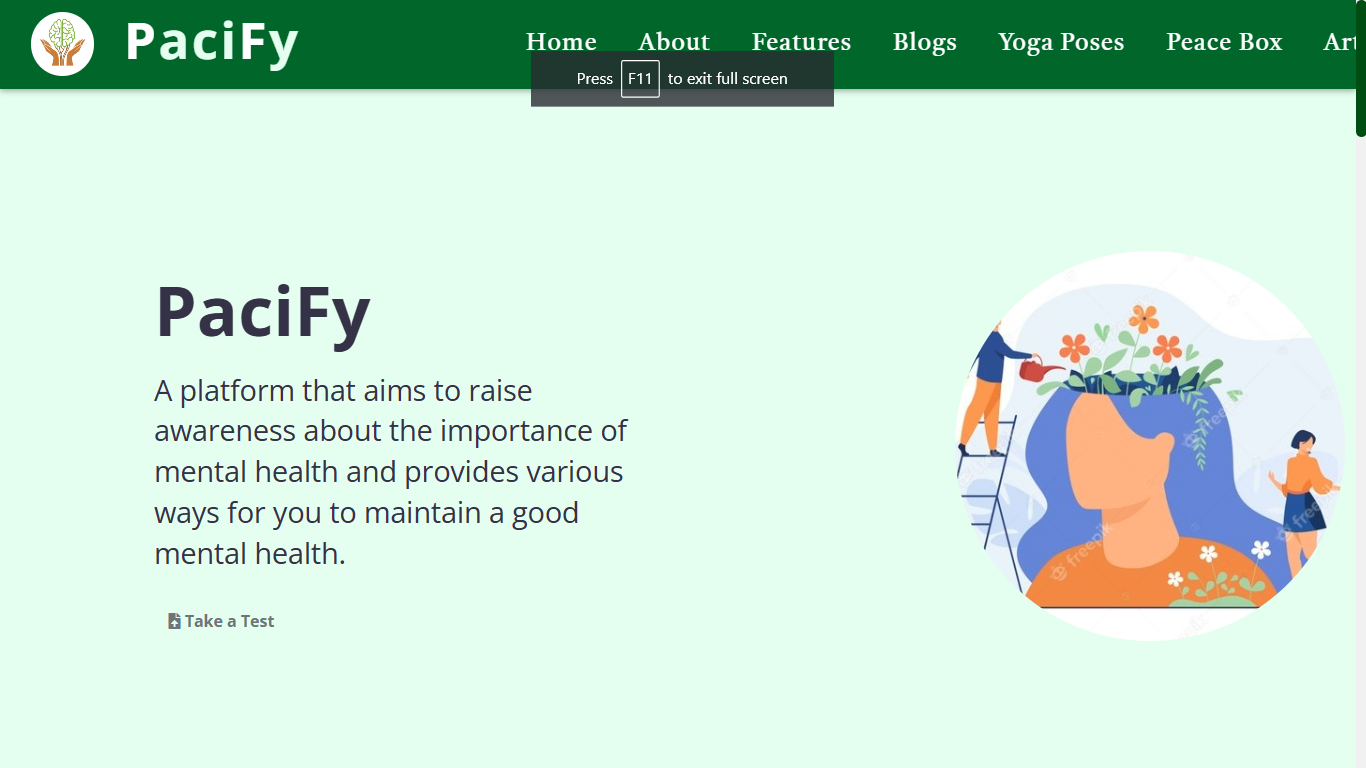 PaciFy
Home About Features Blogs Yoga Poses Peace Box Art
Press F11 to exit full screen
PaciFy
A platform that aims to raise
awareness about the importance of
mental health and provides various
ways for you to maintain a good
mental health.
Take a Test
freepik
freepik